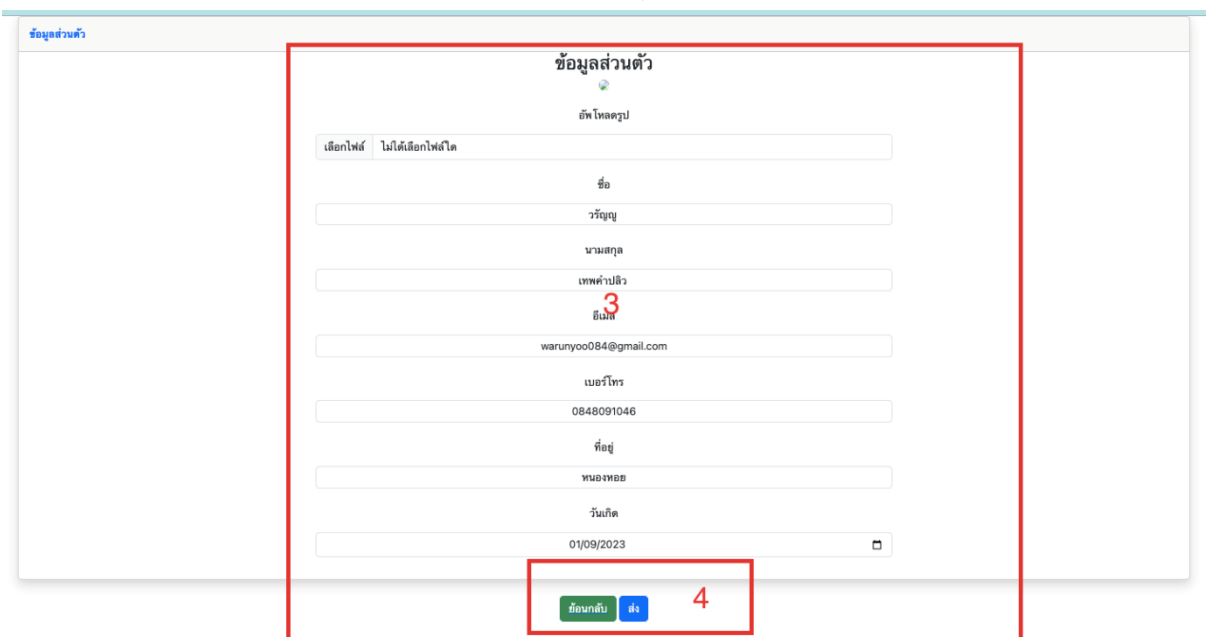 ข้อมูลส่วนตัว
ข้อมูลส่วนตัว
อัพโหลดรูป
เลือกไฟล์ ไม่ได้เลือกไฟล์ใด
ชื่อ
วรัญญู
นามสกุล
เทพคำปลิว
3
อีเมล
warunyoo084@gmail.com
เบอร์โทร
0848091046
ที่อยู่
หนองหอย
วันเกิด
01/09/2023
ย้อนกลับ ส่ง 4